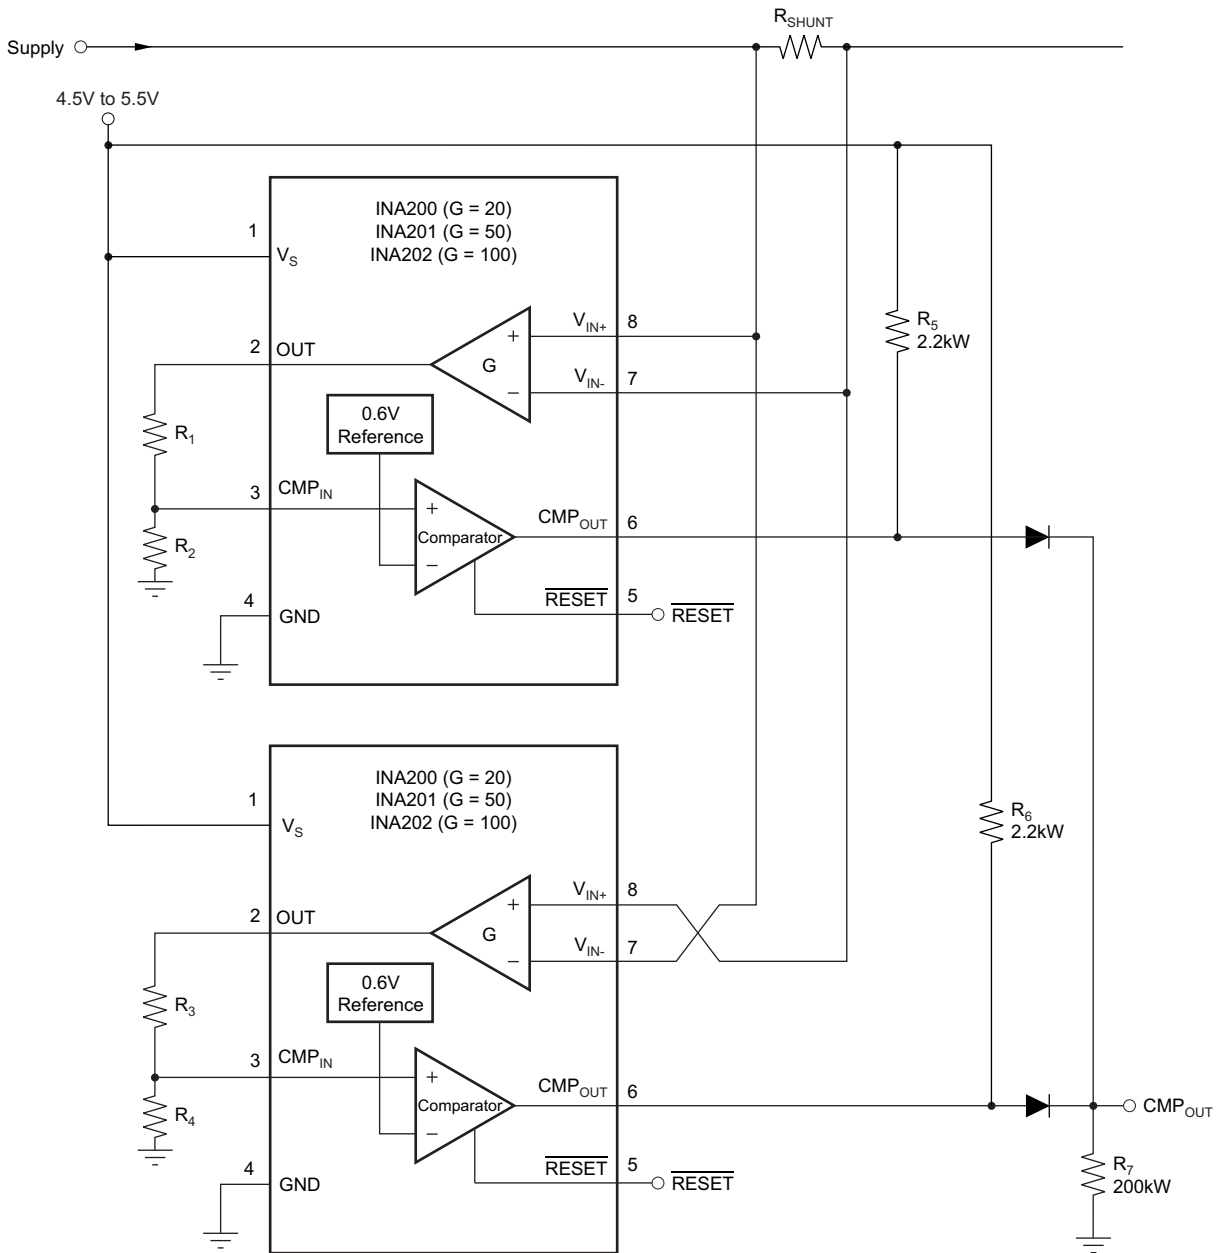 R_SHUNT
Supply
4.5V to 5.5V
INA200 (G = 20)
INA201 (G = 50)
INA202 (G = 100)
1
V_S
V_IN+
8
R_5
2.2kW
2
OUT
+
G
V_IN-
7
–
0.6V
Reference
R_1
3
CMP_IN
+
CMP_OUT
6
Comparator
R_2
–
RESET
5
RESET
4
GND
INA200 (G = 20)
INA201 (G = 50)
INA202 (G = 100)
1
V_S
R_6
2.2kW
V_IN+
8
2
OUT
+
G
V_IN-
7
–
0.6V
Reference
R_3
3
CMP_IN
+
CMP_OUT
6
CMP_OUT
Comparator
R_4
–
RESET
5
RESET
R_7
200kW
4
GND